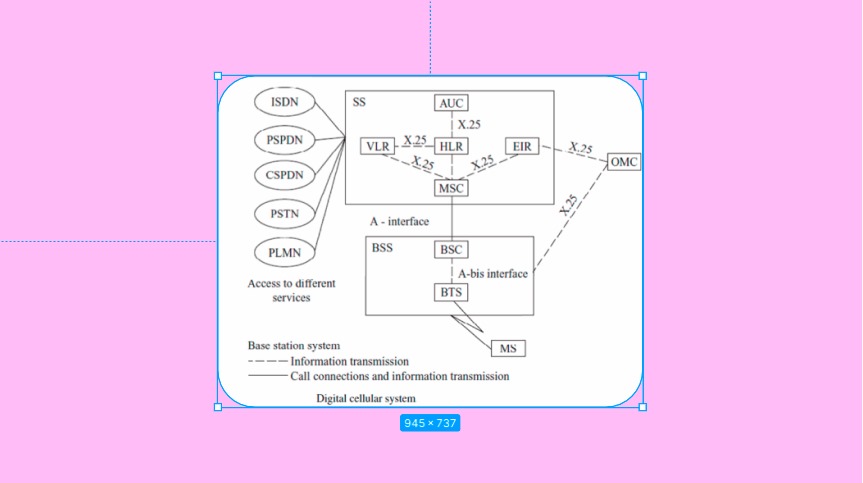 ISDN
PSPDN
CSPDN
PSTN
PLMN
Access to different
services
SS
AUC
X.25
VLR
X.25
HLR
EIR
X.25
X.25
MSC
X.25
OMC
X.25
A - interface
BSS
BSC
A-bis interface
BTS
MS
Base station system
Information transmission
Call connections and information transmission
Digital cellular system
945 × 737